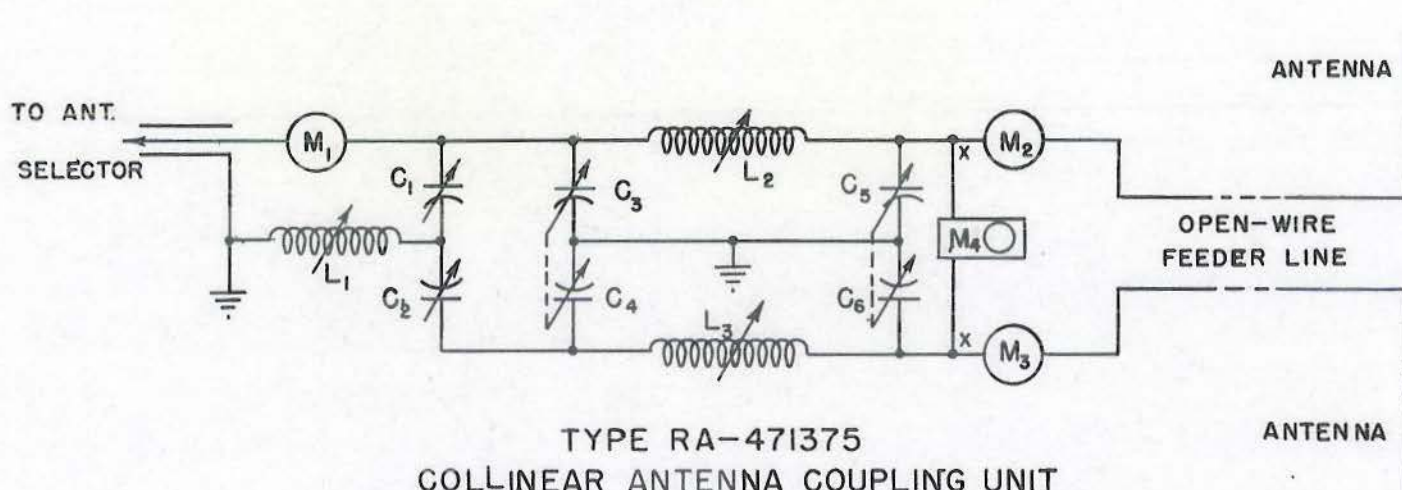 ANTENNA
TO ANT.
SELECTOR
M₁
C₁
C₃
L₂
C₅
X
M₂
OPEN-WIRE
FEEDER LINE
M₄
L₁
C₂
C₄
L₃
C₆
X
M₃
ANTENNA
TYPE RA-471375
COLLINEAR ANTENNA COUPLING UNIT